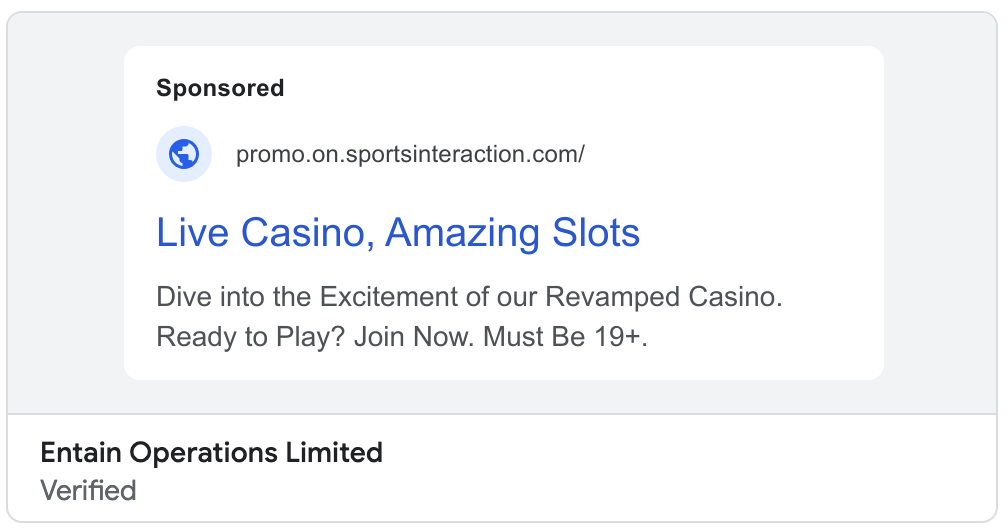 Sponsored
promo.on.sportsinteraction.com/
Live Casino, Amazing Slots
Dive into the Excitement of our Revamped Casino.
Ready to Play? Join Now. Must Be 19+.
Entain Operations Limited
Verified